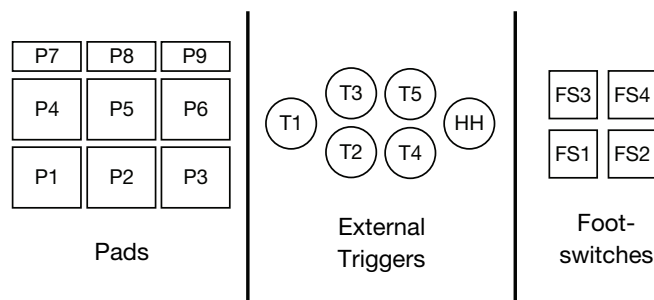 P7 P8 P9
P4 P5 P6
P1 P2 P3
Pads
T3 T5
T1 HH
T2 T4
External
Triggers
FS3 FS4
FS1 FS2
Foot-
switches